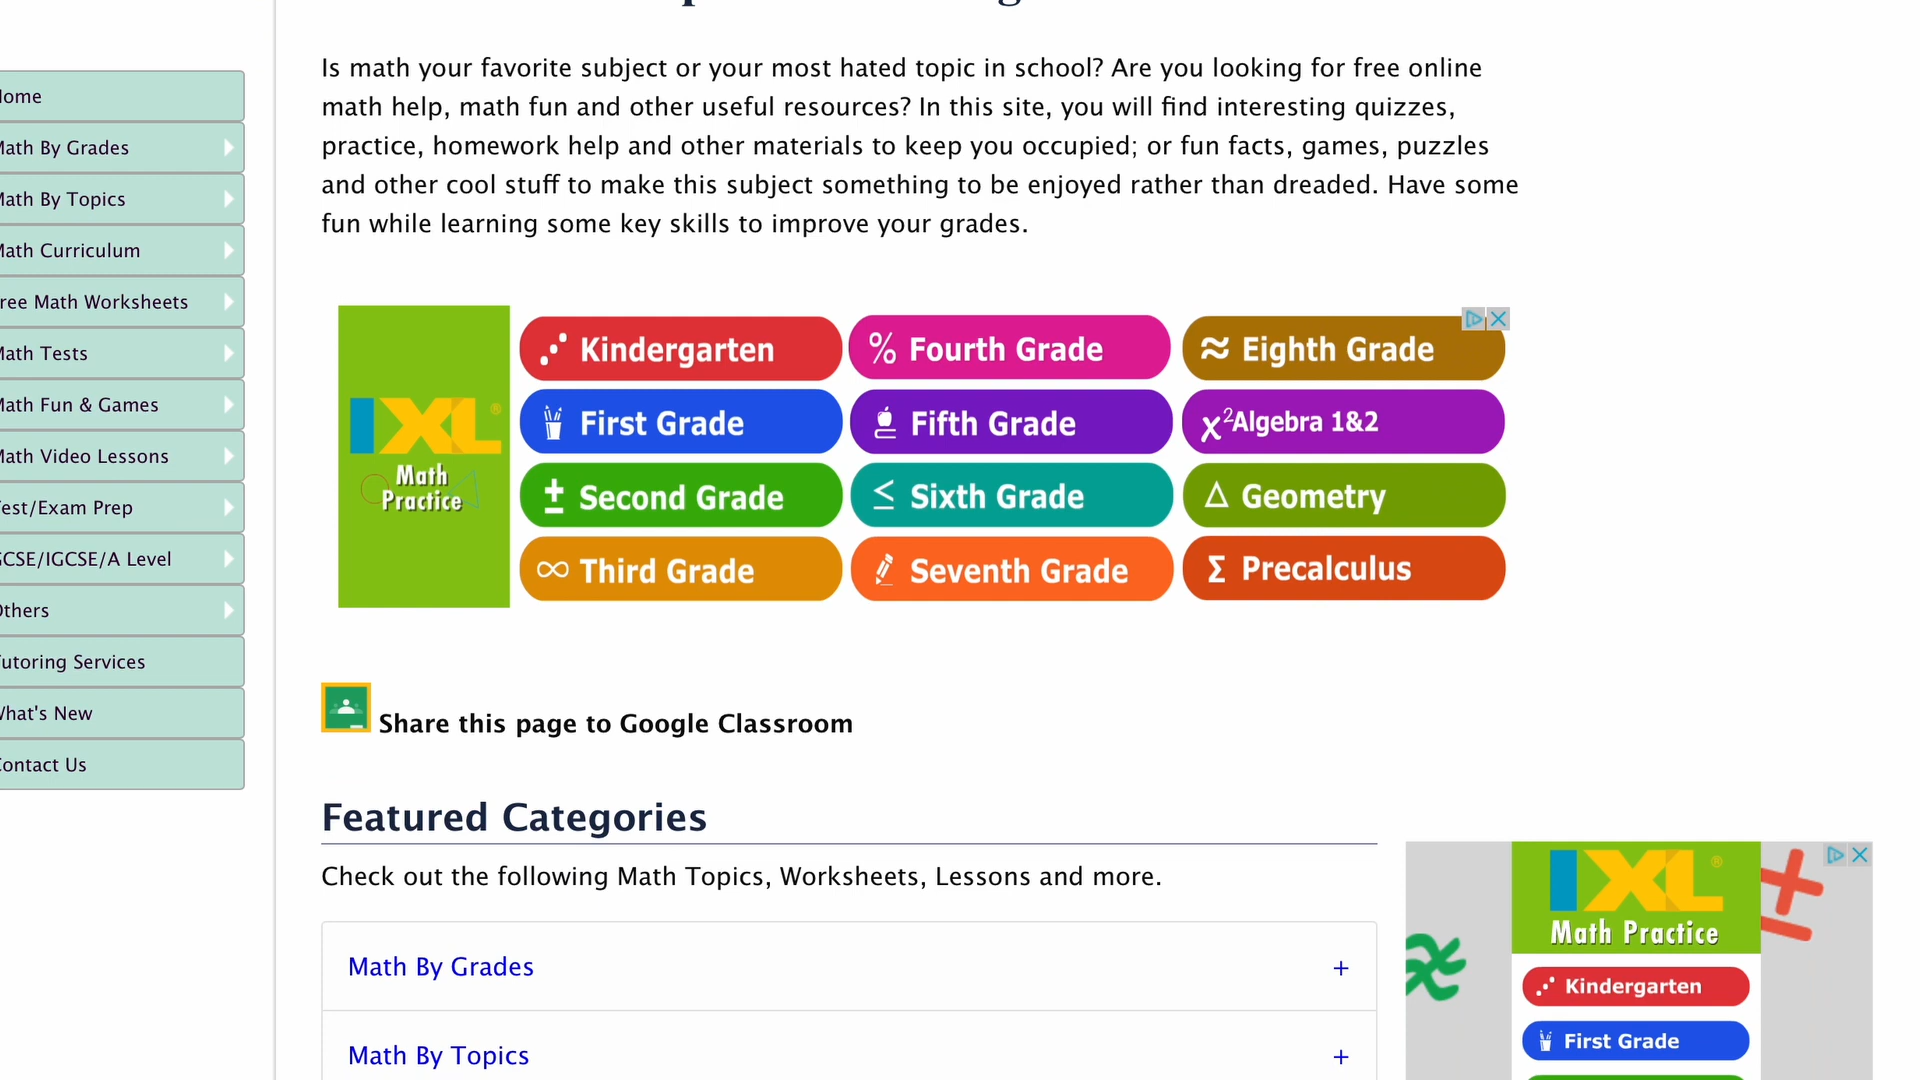 ome
ath By Grades
ath By Topics
ath Curriculum
ree Math Worksheets
ath Tests
ath Fun & Games
ath Video Lessons
est/Exam Prep
CSE/IGCSE/A Level
thers
utoring Services
hat's New
ontact Us
Is math your favorite subject or your most hated topic in school? Are you looking for free online
math help, math fun and other useful resources? In this site, you will find interesting quizzes,
practice, homework help and other materials to keep you occupied; or fun facts, games, puzzles
and other cool stuff to make this subject something to be enjoyed rather than dreaded. Have some
fun while learning some key skills to improve your grades.
IXL®
Math
Practice
Kindergarten
% Fourth Grade
≈ Eighth Grade
First Grade
Fifth Grade
x² Algebra 1&2
± Second Grade
≤ Sixth Grade
△ Geometry
∞ Third Grade
Seventh Grade
Σ Precalculus
Share this page to Google Classroom
Featured Categories
Check out the following Math Topics, Worksheets, Lessons and more.
Math By Grades +
Math By Topics +
IXL®
Math Practice
Kindergarten
First Grade